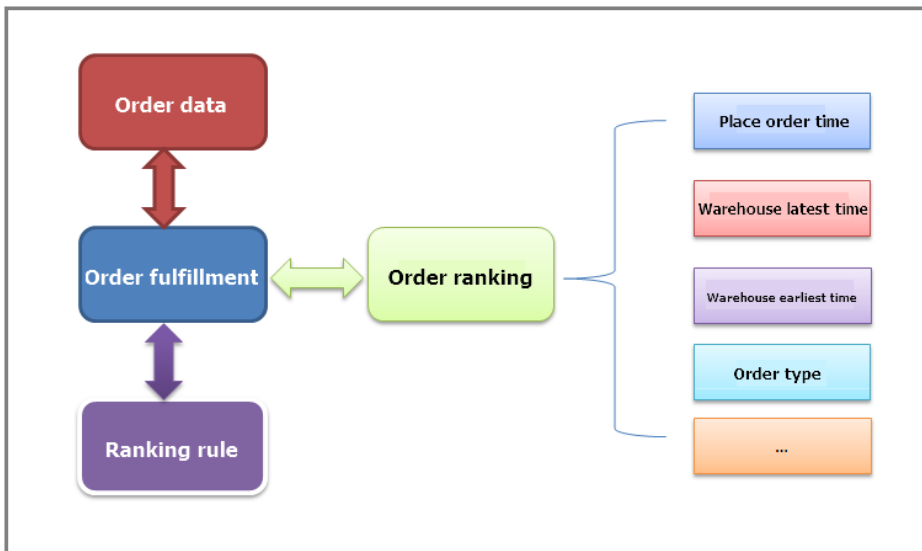 Order data
Order fulfillment
Ranking rule
Order ranking
Place order time
Warehouse latest time
Warehouse earliest time
Order type
...